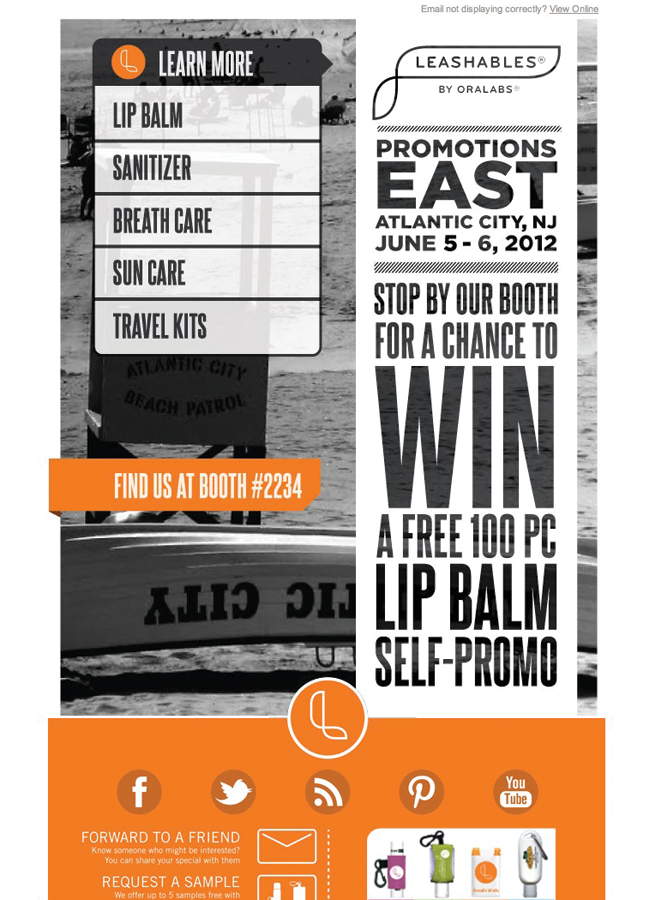 Email not displaying correctly? View Online
LEARN MORE
LIP BALM
SANITIZER
BREATH CARE
SUN CARE
TRAVEL KITS
ATLANTIC CITY
BEACH PATROL
FIND US AT BOOTH #2234
TIC CITY
LEASHABLES®
BY ORALABS®
PROMOTIONS
EAST
ATLANTIC CITY, NJ
JUNE 5 - 6, 2012
STOP BY OUR BOOTH
FOR A CHANCE TO
WIN
A FREE 100 PC
LIP BALM
SELF-PROMO
You
Tube
FORWARD TO A FRIEND
Know someone who might be interested?
You can share your special with them
REQUEST A SAMPLE
We offer up to 5 samples free with